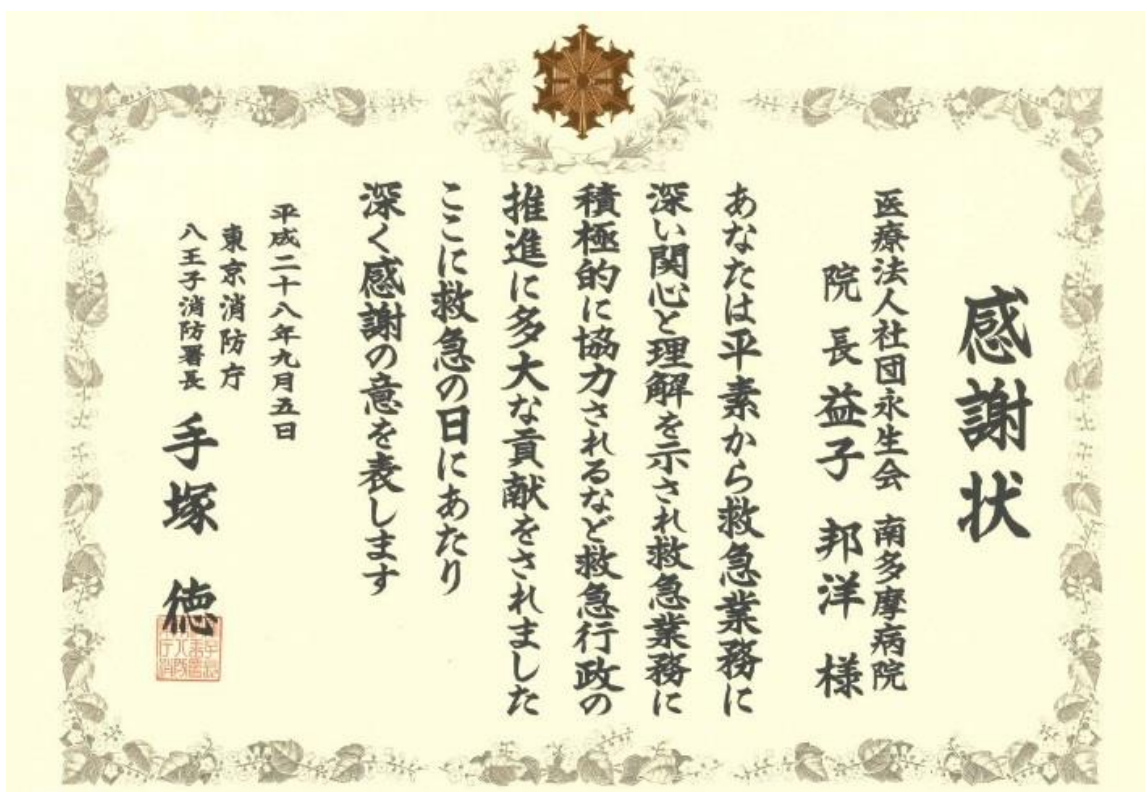 感謝状
医療法人社団永生会 南多摩病院
院長 益子 邦洋 様
あなたは平素から救急業務に
深い関心と理解を示され救急業務に
積極的に協力されるなど救急行政の
推進に多大な貢献をされました
ここに救急の日にあたり
深く感謝の意を表します
平成二十八年九月五日
東京消防庁
八王子消防署長 手塚 徳